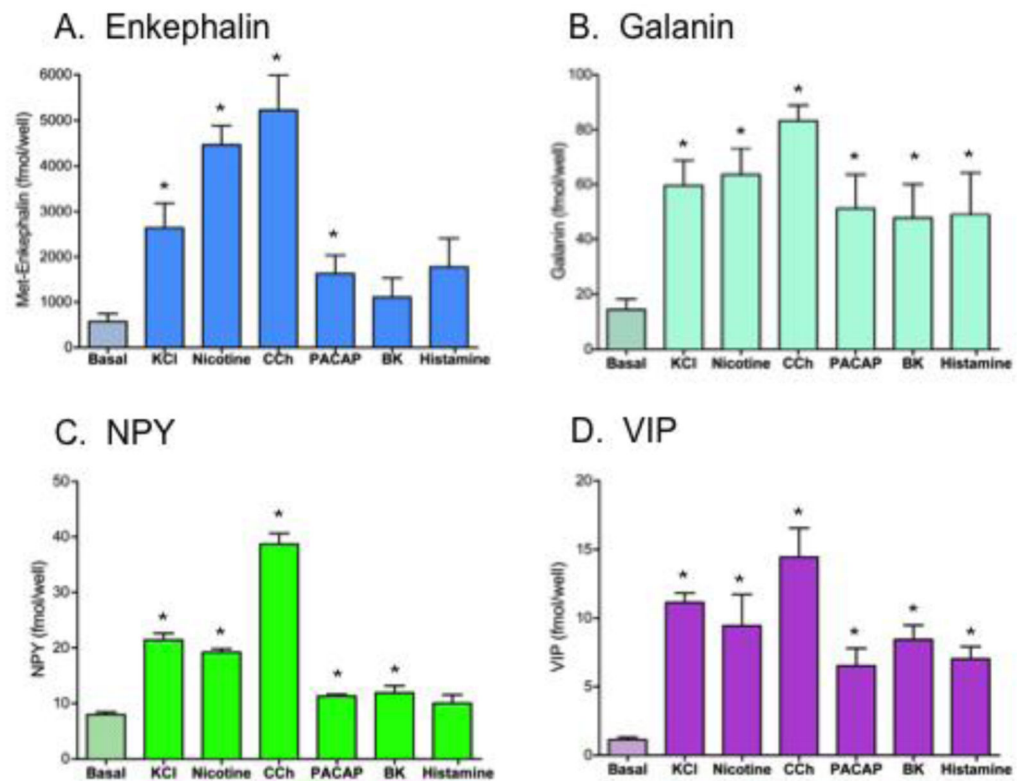 A. Enkephalin
Met-Enkephalin (fmol/well)
6000
5000
4000
3000
2000
1000
0
* * * *
Basal KCl Nicotine CCh PACAP BK Histamine
B. Galanin
Galanin (fmol/well)
100
80
60
40
20
0
* * * * * *
Basal KCl Nicotine CCh PACAP BK Histamine
C. NPY
NPY (fmol/well)
50
40
30
20
10
0
* * * * *
Basal KCl Nicotine CCh PACAP BK Histamine
D. VIP
VIP (fmol/well)
20
15
10
5
0
* * * * * *
Basal KCl Nicotine CCh PACAP BK Histamine